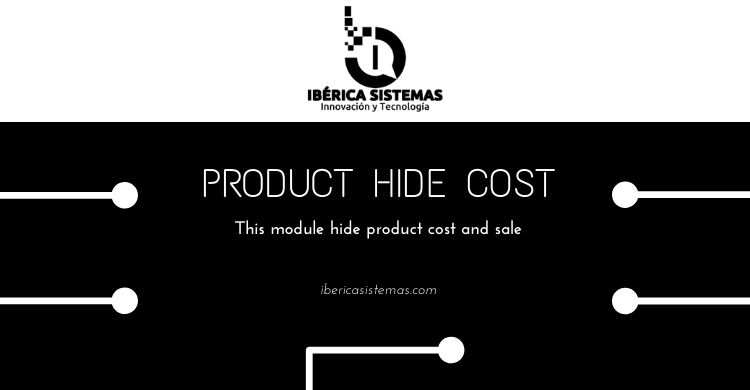 IBÉRICA SISTEMAS
Innovación y Tecnología
PRODUCT HIDE COST
This module hide product cost and sale
ibericasistemas.com